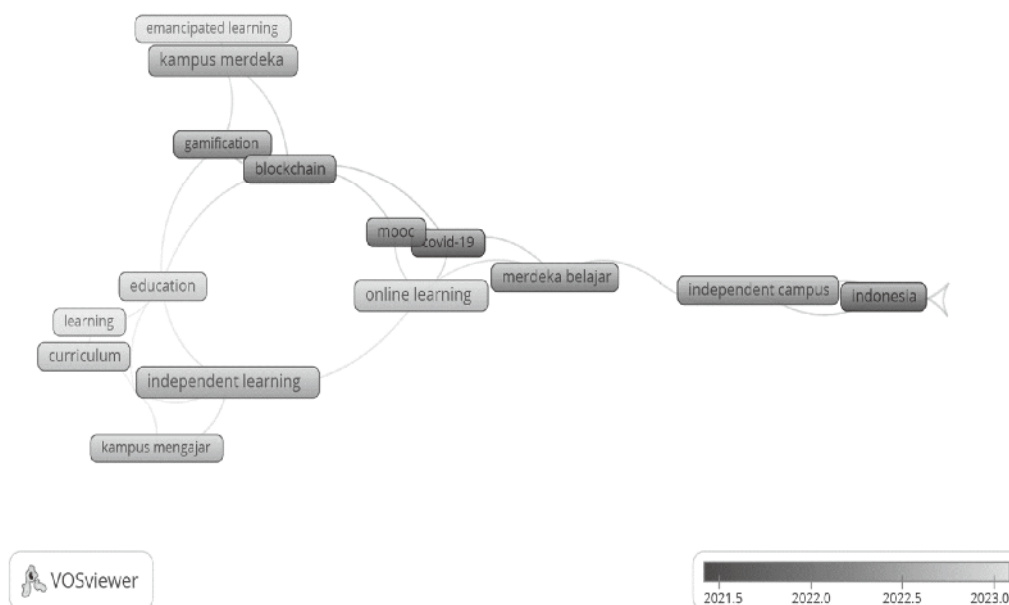 emancipated learning
kampus merdeka
gamification
blockchain
mooc
covid-19
education
merdeka belajar
online learning
independent campus
indonesia
learning
curriculum
independent learning
kampus mengajar
VOSviewer
2021.5 2022.0 2022.5 2023.0